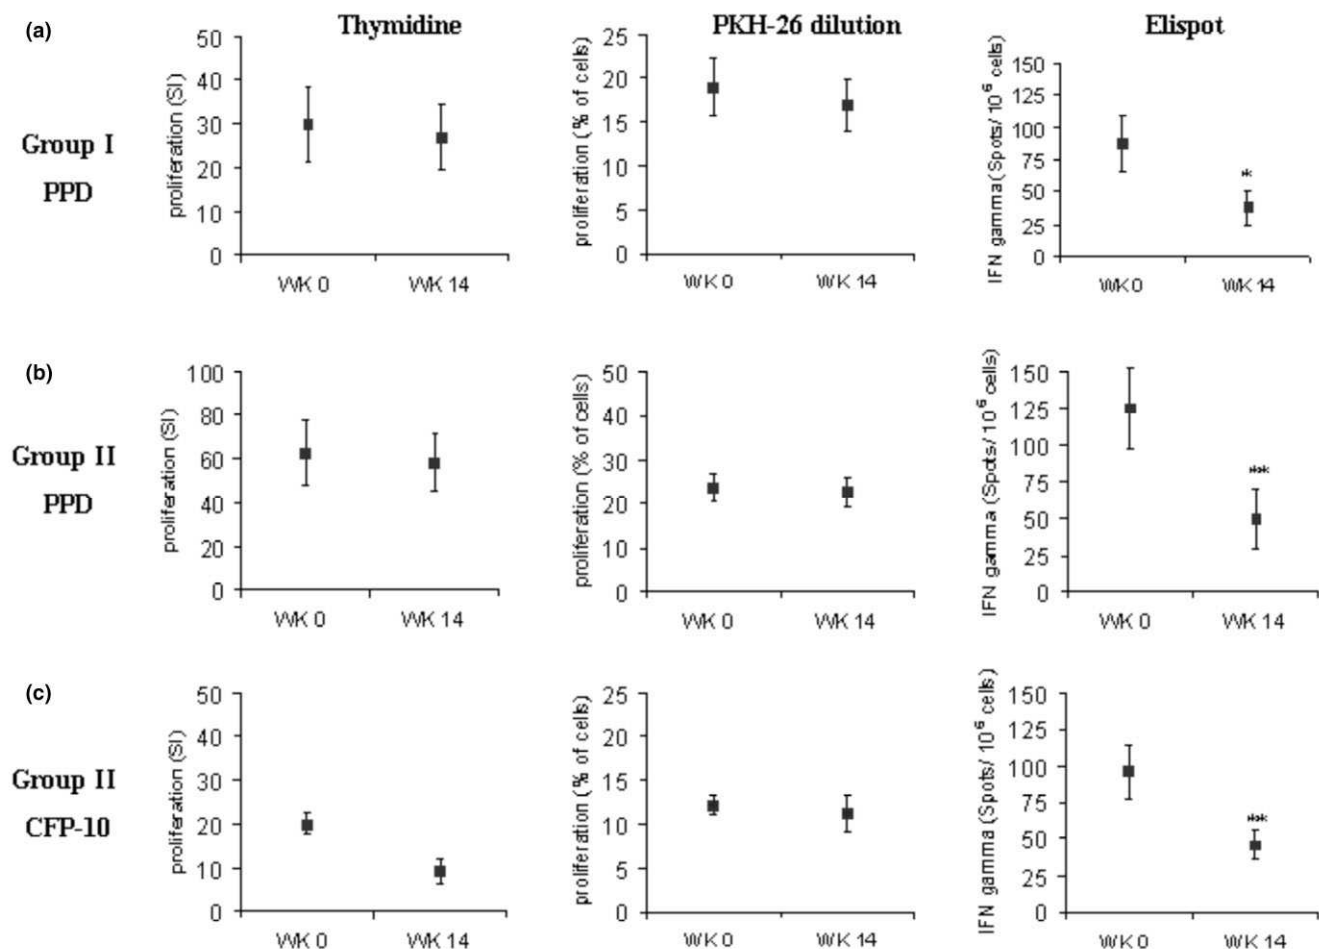 (a)
Thymidine
PKH-26 dilution
Elispot
Group I
PPD
proliferation (SI)
50
40
30
20
10
0
WK 0
WK 14
proliferation (% of cells)
25
20
15
10
5
0
WK 0
WK 14
IFN gamma (Spots/ 10⁶ cells)
150
125
100
75
50
25
0
*
WK 0
WK 14
(b)
Group II
PPD
proliferation (SI)
100
80
60
40
20
0
WK 0
WK 14
proliferation (% of cells)
50
40
30
20
10
0
WK 0
WK 14
IFN gamma (Spots/ 10⁶ cells)
150
125
100
75
50
25
0
**
WK 0
WK 14
(c)
Group II
CFP-10
proliferation (SI)
50
40
30
20
10
0
WK 0
WK 14
proliferation (% of cells)
25
20
15
10
5
0
WK 0
WK 14
IFN gamma (Spots/ 10⁶ cells)
150
125
100
75
50
25
0
**
WK 0
WK 14